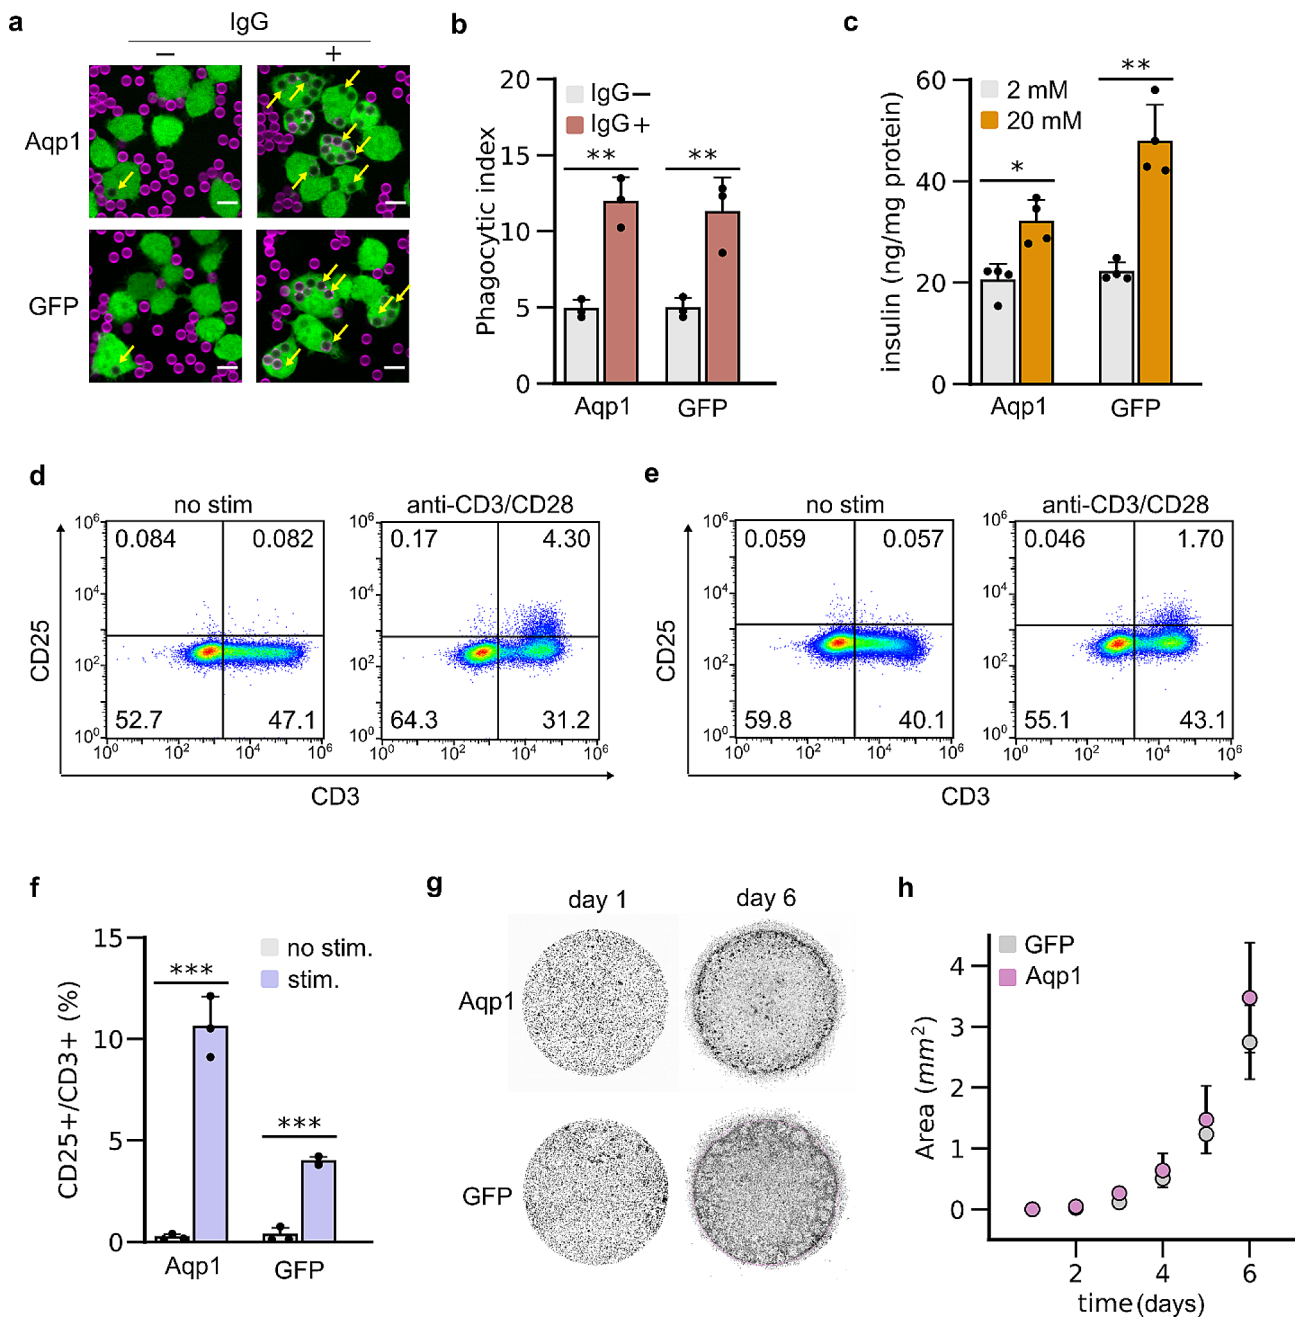 a
IgG
− +
Aqp1
GFP
b
20
15
10
5
0
Phagocytic index
IgG−
IgG+
** **
Aqp1 GFP
c
60
40
20
0
insulin (ng/mg protein)
2 mM
20 mM
* **
Aqp1 GFP
d
no stim anti-CD3/CD28
10⁶ 10⁴ 10² 10⁰
0.084 0.082
52.7 47.1
10⁰ 10² 10⁴ 10⁶
10⁶ 10⁴ 10² 10⁰
0.17 4.30
64.3 31.2
10⁰ 10² 10⁴ 10⁶
CD25
CD3
e
no stim anti-CD3/CD28
10⁶ 10⁴ 10² 10⁰
0.059 0.057
59.8 40.1
10⁰ 10² 10⁴ 10⁶
10⁶ 10⁴ 10² 10⁰
0.046 1.70
55.1 43.1
10⁰ 10² 10⁴ 10⁶
CD25
CD3
f
15
10
5
0
CD25+/CD3+ (%)
no stim.
stim.
*** ***
Aqp1 GFP
g
day 1 day 6
Aqp1
GFP
h
GFP
Aqp1
4
3
2
1
0
Area (mm²)
2 4 6
time (days)